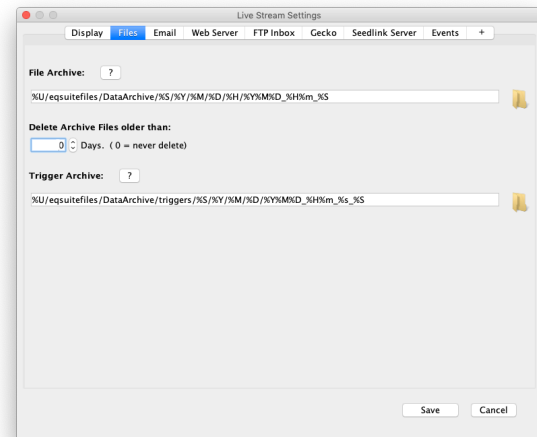 Live Stream Settings
Display Files Email Web Server FTP Inbox Gecko Seedlink Server Events +
File Archive: ?
%U/eqsuitefiles/DataArchive/%S/%Y/%M/%D/%H/%Y%M%D_%H%m_%S
Delete Archive Files older than:
0 Days. ( 0 = never delete)
Trigger Archive: ?
%U/eqsuitefiles/DataArchive/triggers/%S/%Y/%M/%D/%Y%M%D_%H%m_%s_%S
Save Cancel